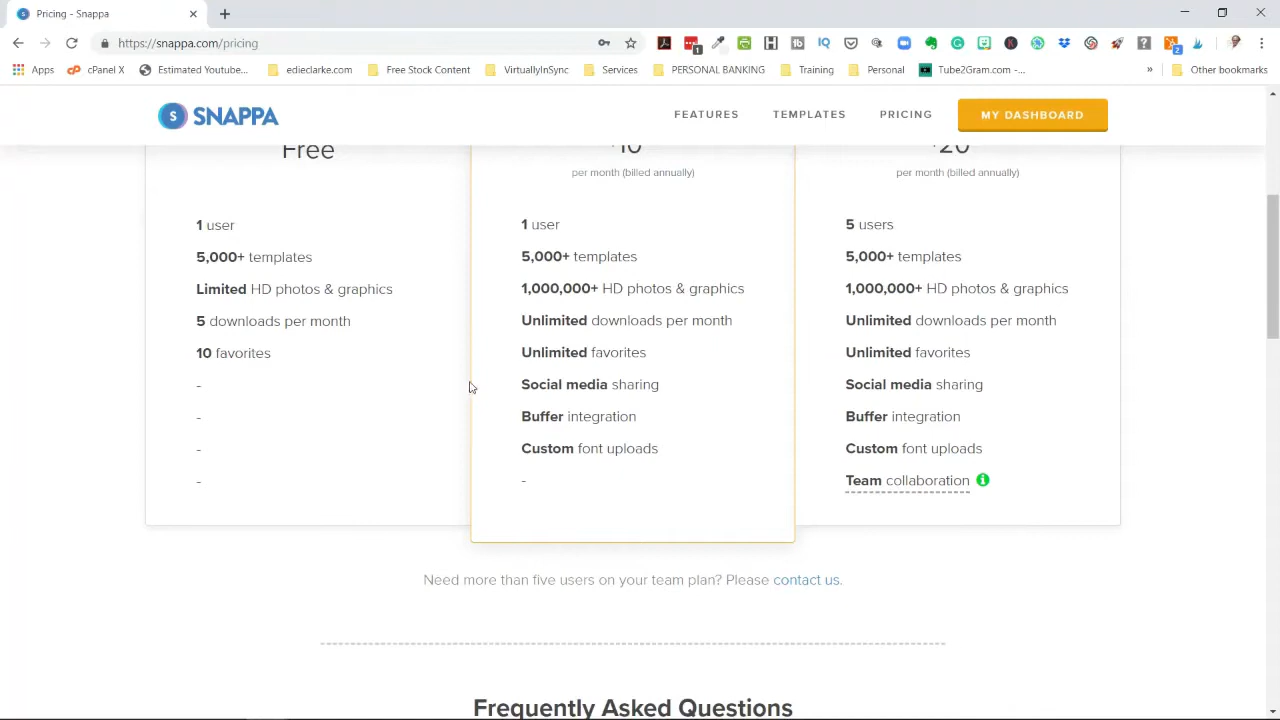 Pricing - Snappa
https://snappa.com/pricing
Apps
cPanel X
Estimated Youtube...
edieclarke.com
Free Stock Content
VirtuallyInSync
Services
PERSONAL BANKING
Training
Personal
Tube2Gram.com -...
»
Other bookmarks
S SNAPPA
FEATURES
TEMPLATES
PRICING
MY DASHBOARD
Free
1 user
5,000+ templates
Limited HD photos & graphics
5 downloads per month
10 favorites
-
-
-
-
10
per month (billed annually)
1 user
5,000+ templates
1,000,000+ HD photos & graphics
Unlimited downloads per month
Unlimited favorites
Social media sharing
Buffer integration
Custom font uploads
-
20
per month (billed annually)
5 users
5,000+ templates
1,000,000+ HD photos & graphics
Unlimited downloads per month
Unlimited favorites
Social media sharing
Buffer integration
Custom font uploads
Team collaboration
Need more than five users on your team plan? Please contact us.
Frequently Asked Questions